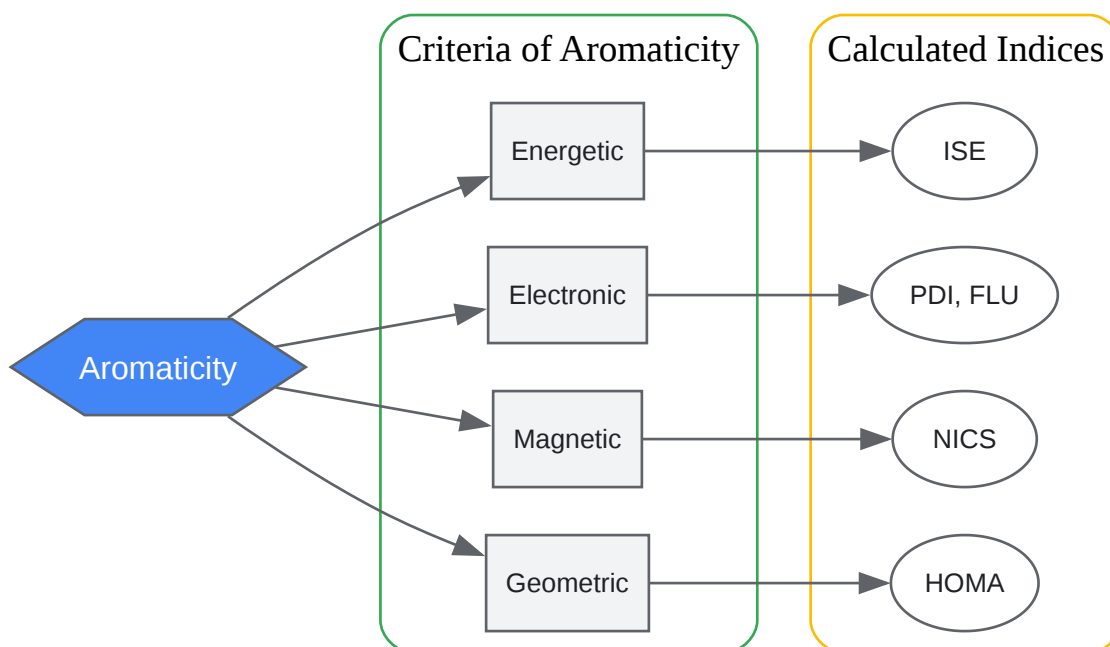 Criteria of Aromaticity
Calculated Indices
Aromaticity
Energetic
ISE
Electronic
PDI, FLU
Magnetic
NICS
Geometric
HOMA